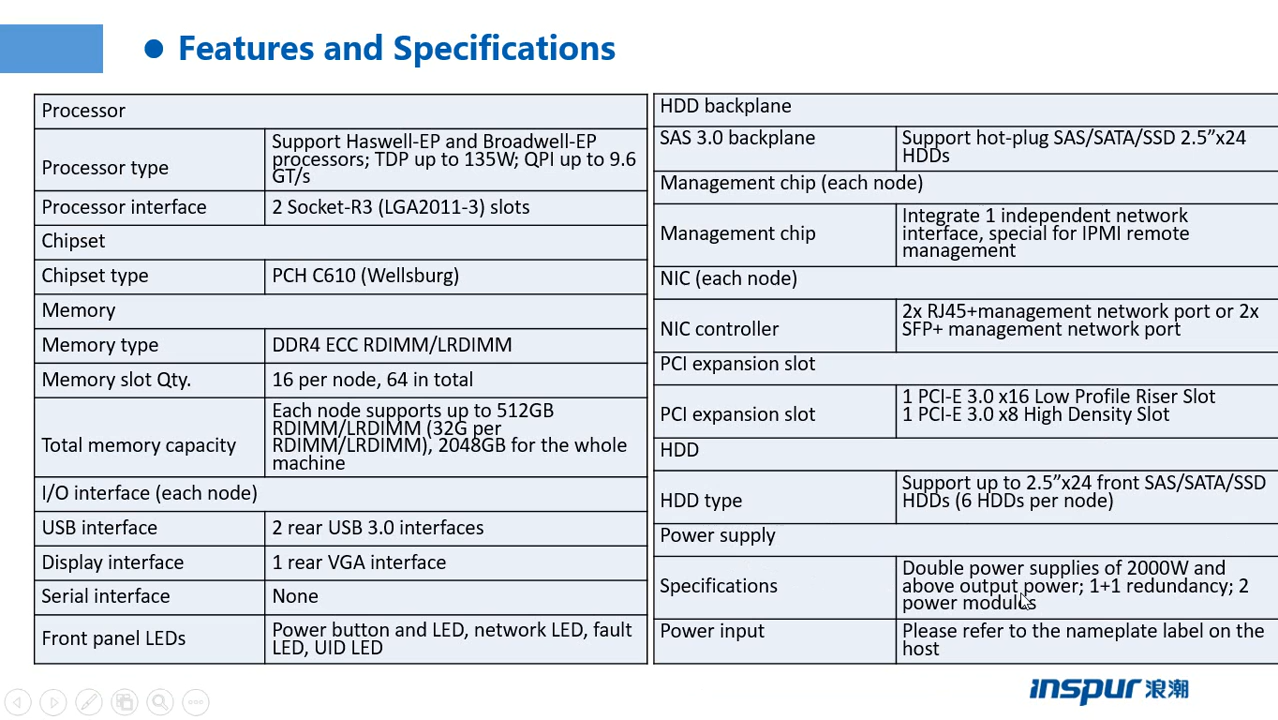 Features and Specifications
Processor
Processor type
Support Haswell-EP and Broadwell-EP
processors; TDP up to 135W; QPI up to 9.6
GT/s
Processor interface
2 Socket-R3 (LGA2011-3) slots
Chipset
Chipset type
PCH C610 (Wellsburg)
Memory
Memory type
DDR4 ECC RDIMM/LRDIMM
Memory slot Qty.
16 per node, 64 in total
Total memory capacity
Each node supports up to 512GB
RDIMM/LRDIMM (32G per
RDIMM/LRDIMM), 2048GB for the whole
machine
I/O interface (each node)
USB interface
2 rear USB 3.0 interfaces
Display interface
1 rear VGA interface
Serial interface
None
Front panel LEDs
Power button and LED, network LED, fault
LED, UID LED
HDD backplane
SAS 3.0 backplane
Support hot-plug SAS/SATA/SSD 2.5”x24
HDDs
Management chip (each node)
Management chip
Integrate 1 independent network
interface, special for IPMI remote
management
NIC (each node)
NIC controller
2x RJ45+management network port or 2x
SFP+ management network port
PCI expansion slot
PCI expansion slot
1 PCI-E 3.0 x16 Low Profile Riser Slot
1 PCI-E 3.0 x8 High Density Slot
HDD
HDD type
Support up to 2.5”x24 front SAS/SATA/SSD
HDDs (6 HDDs per node)
Power supply
Specifications
Double power supplies of 2000W and
above output power; 1+1 redundancy; 2
power modules
Power input
Please refer to the nameplate label on the
host
inspur 浪潮